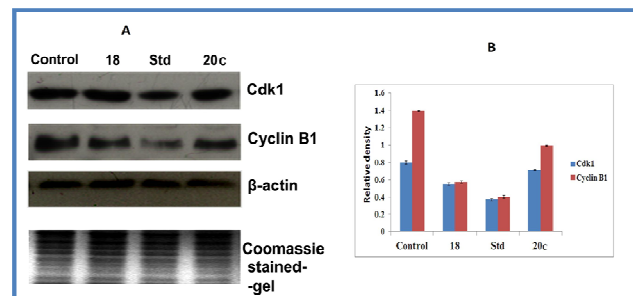 A
Control 18 Std 20c
Cdk1
Cyclin B1
β-actin
Coomassie
stained-
-gel
B
1.6
1.4
1.2
1
0.8
0.6
0.4
0.2
0
Relative density
Control 18 Std 20c
Cdk1
Cyclin B1